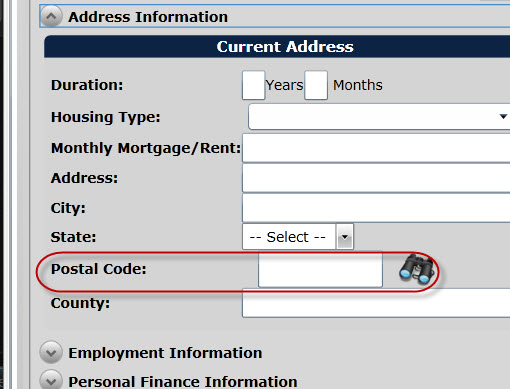 Address Information
Current Address
Duration: Years Months
Housing Type:
Monthly Mortgage/Rent:
Address:
City:
State: -- Select --
Postal Code:
County:
Employment Information
Personal Finance Information